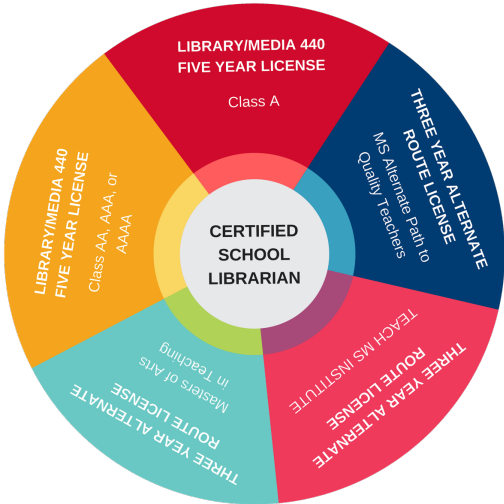 LIBRARY/MEDIA 440
FIVE YEAR LICENSE
Class A
THREE YEAR ALTERNATE
ROUTE LICENSE
MS Alternate Path to
Quality Teachers
THREE YEAR ALTERNATE
ROUTE LICENSE
TEACH MS INSTITUTE
THREE YEAR ALTERNATE
ROUTE LICENSE
Masters of Arts
in Teaching
LIBRARY/MEDIA 440
FIVE YEAR LICENSE
Class AA, AAA, or
AAAA
CERTIFIED
SCHOOL
LIBRARIAN